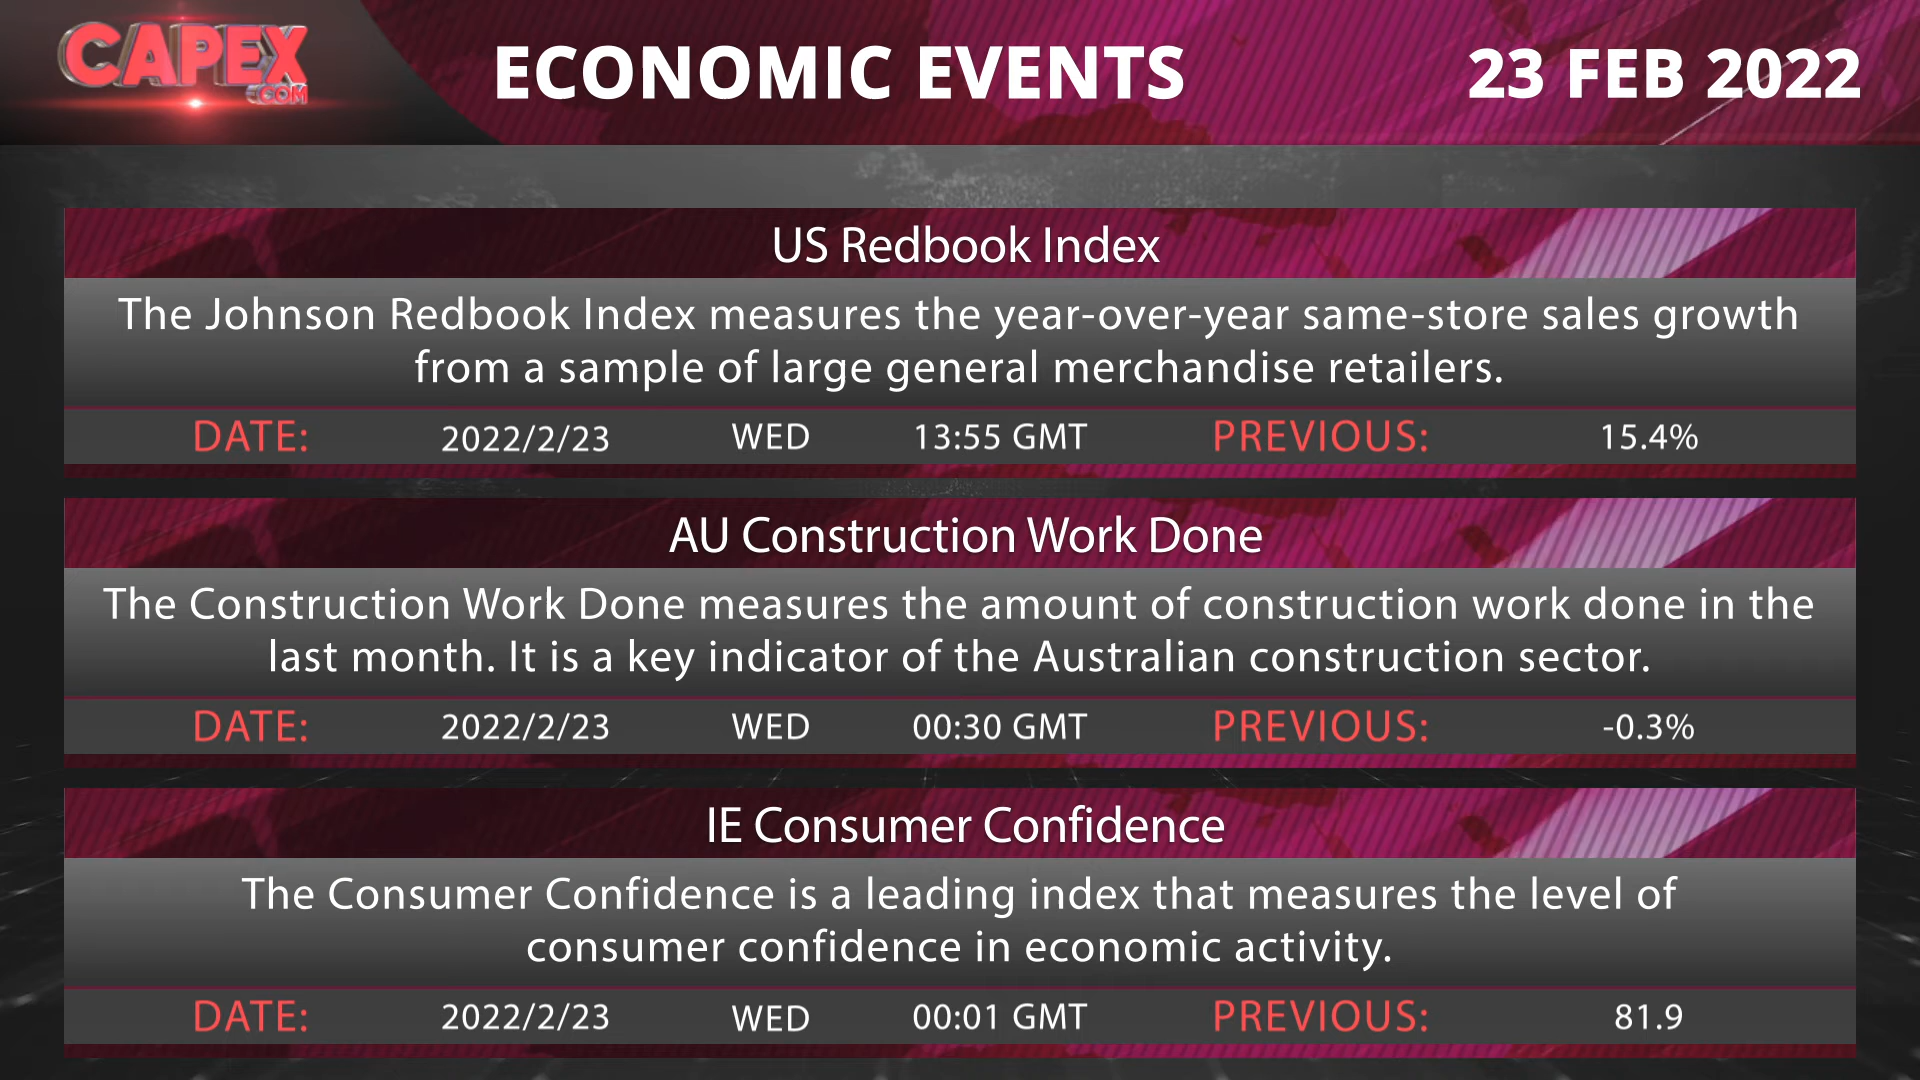 CAPEX
.COM
ECONOMIC EVENTS
23 FEB 2022
US Redbook Index
The Johnson Redbook Index measures the year-over-year same-store sales growth
from a sample of large general merchandise retailers.
DATE: 2022/2/23 WED 13:55 GMT PREVIOUS: 15.4%
AU Construction Work Done
The Construction Work Done measures the amount of construction work done in the
last month. It is a key indicator of the Australian construction sector.
DATE: 2022/2/23 WED 00:30 GMT PREVIOUS: -0.3%
IE Consumer Confidence
The Consumer Confidence is a leading index that measures the level of
consumer confidence in economic activity.
DATE: 2022/2/23 WED 00:01 GMT PREVIOUS: 81.9